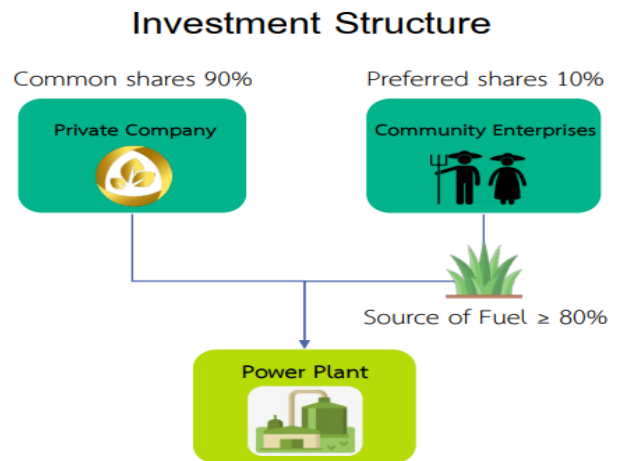 Investment Structure
Common shares 90%
Preferred shares 10%
Private Company
Community Enterprises
Source of Fuel ≥ 80%
Power Plant